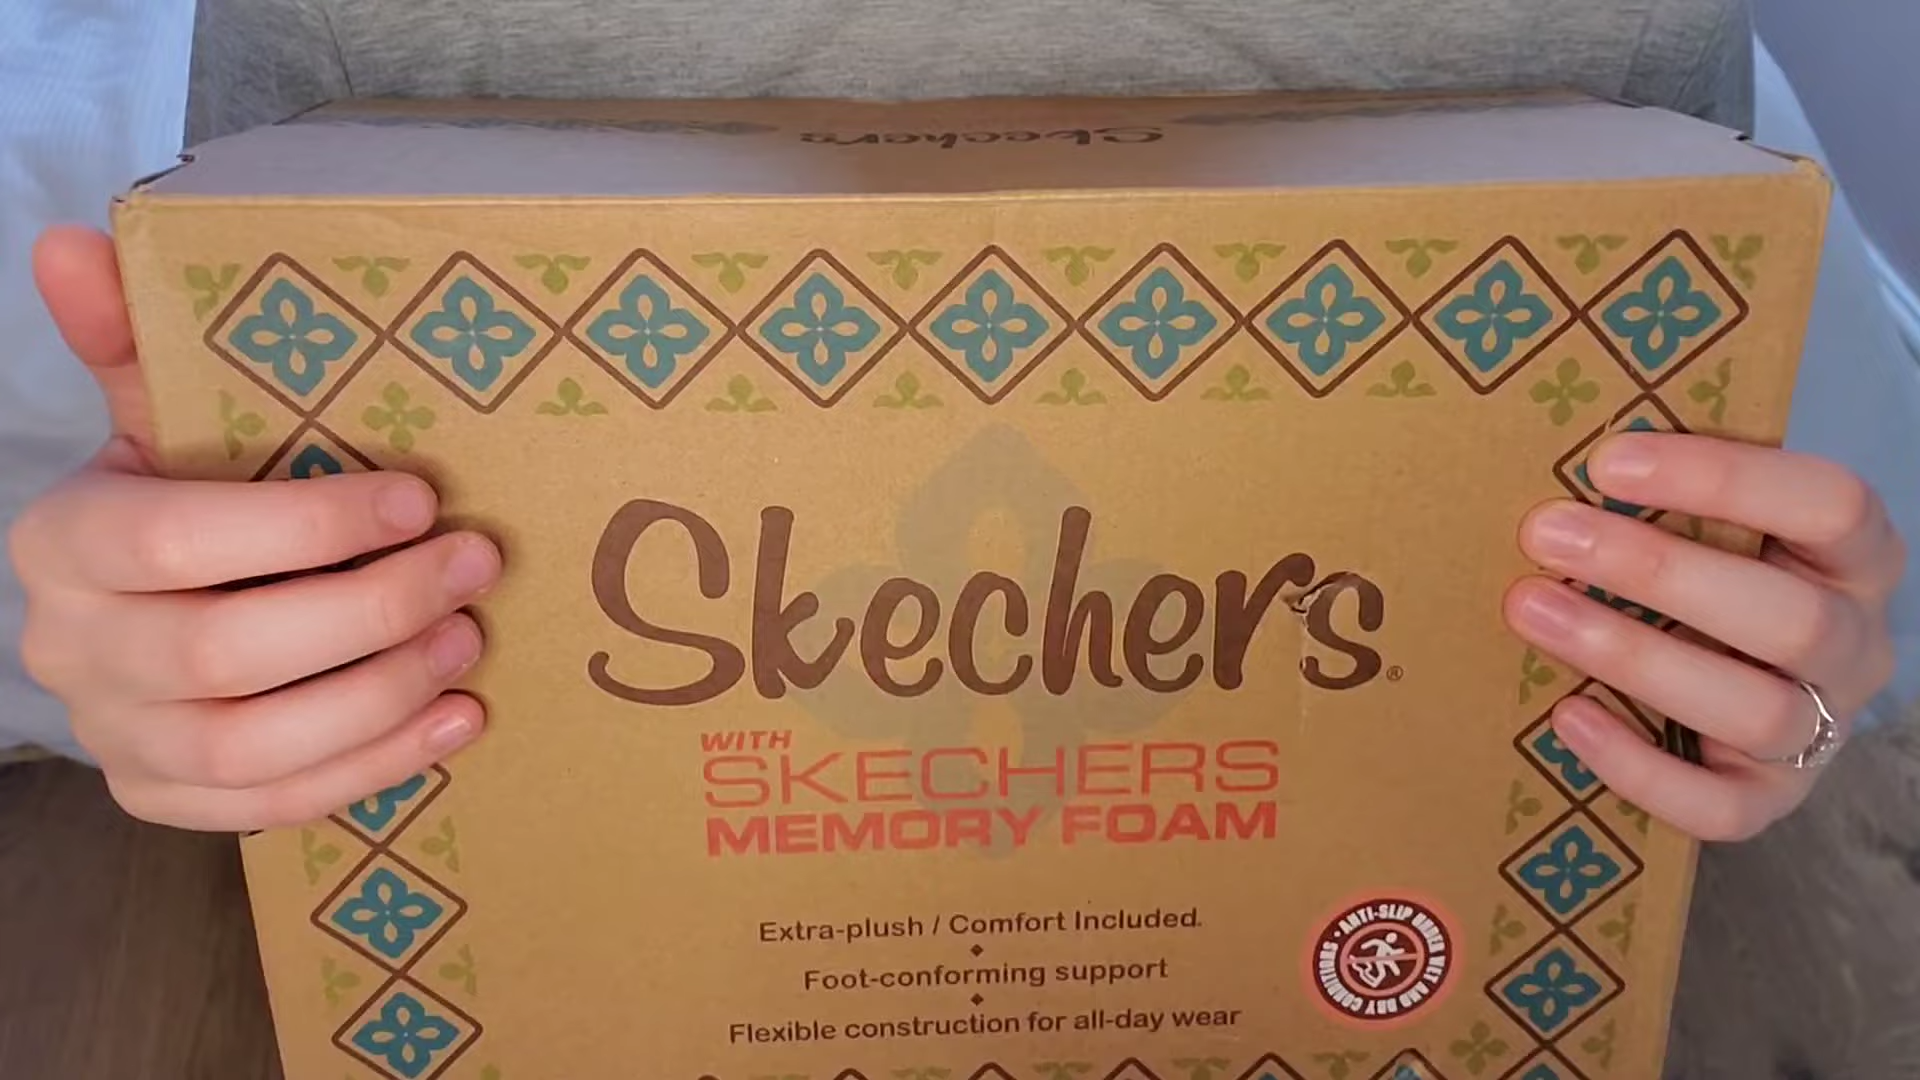 Skechers
Skechers®
WITH
SKECHERS
MEMORY FOAM
Extra-plush / Comfort Included.
Foot-conforming support
Flexible construction for all-day wear
• ANTI-SLIP UNDER WET AND DRY CONDITIONS